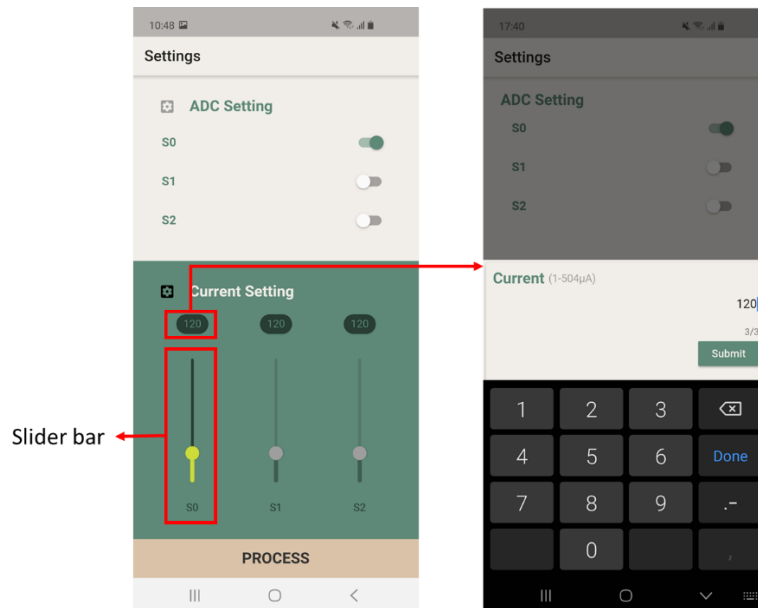 10:48
Settings
ADC Setting
S0
S1
S2
Current Setting
120 120 120
S0 S1 S2
PROCESS
Slider bar
17:40
Settings
ADC Setting
S0
S1
S2
Current (1-504µA)
120
3/3
Submit
1 2 3
4 5 6 Done
7 8 9 .-
0 ,